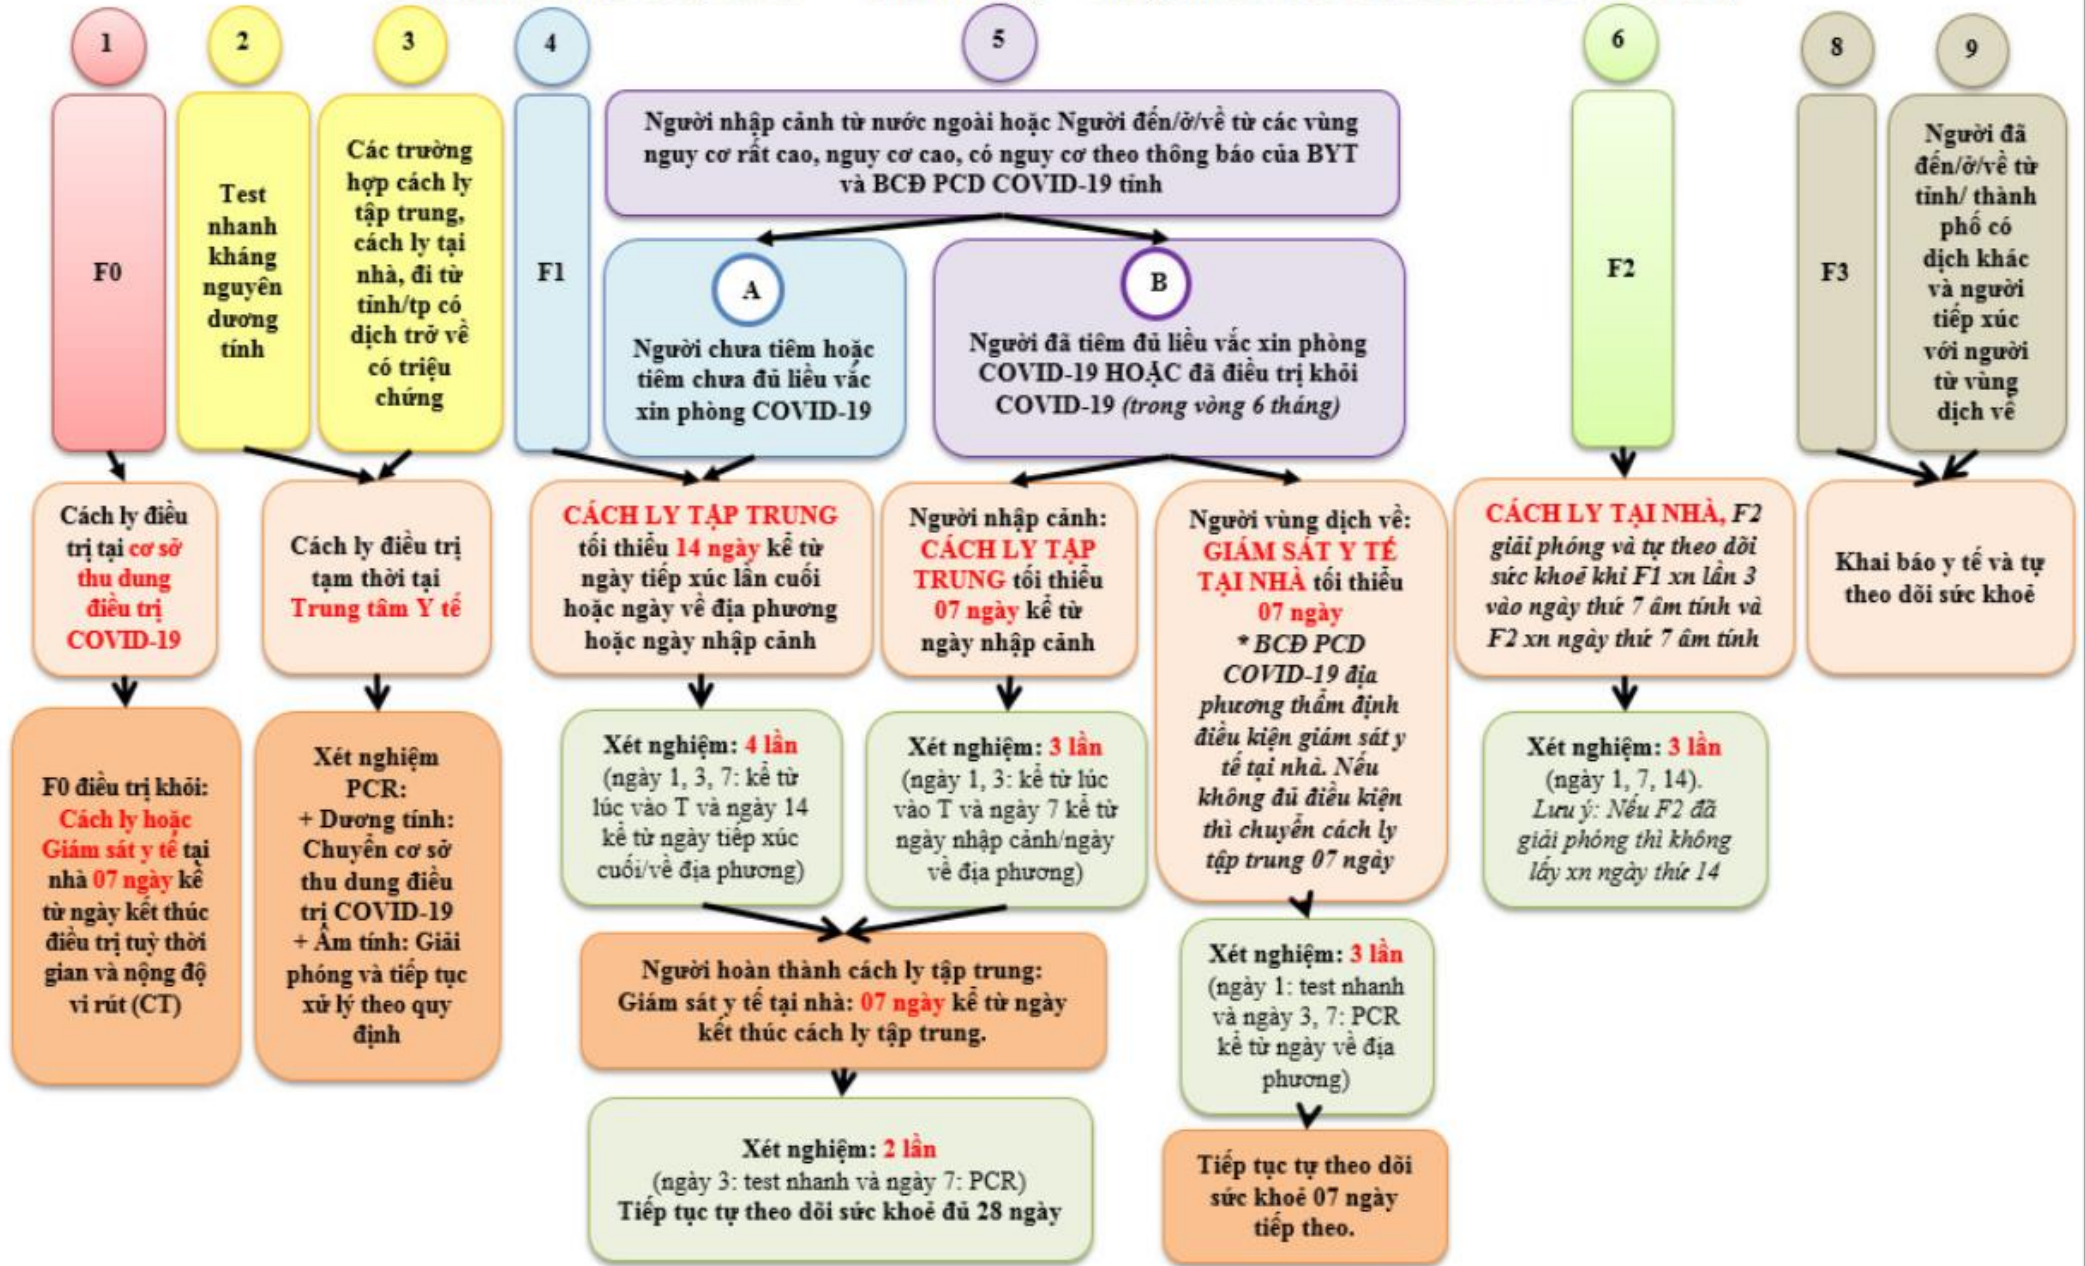 1
2
3
4
5
6
8
9
F0
Test
nhanh
kháng
nguyên
dương
tính
Các trường
hợp cách ly
tập trung,
cách ly tại
nhà, đi từ
tỉnh/tp có
dịch trở về
có triệu
chứng
F1
Người nhập cảnh từ nước ngoài hoặc Người đến/ở/về từ các vùng
nguy cơ rất cao, nguy cơ cao, có nguy cơ theo thông báo của BYT
và BCĐ PCD COVID-19 tỉnh
A
Người chưa tiêm hoặc
tiêm chưa đủ liều vắc
xin phòng COVID-19
B
Người đã tiêm đủ liều vắc xin phòng
COVID-19 HOẶC đã điều trị khỏi
COVID-19 (trong vòng 6 tháng)
F2
F3
Người đã
đến/ở/về từ
tỉnh/ thành
phố có
dịch khác
và người
tiếp xúc
với người
từ vùng
dịch về
Cách ly điều
trị tại cơ sở
thu dung
điều trị
COVID-19
Cách ly điều trị
tạm thời tại
Trung tâm Y tế
CÁCH LY TẬP TRUNG
tối thiểu 14 ngày kể từ
ngày tiếp xúc lần cuối
hoặc ngày về địa phương
hoặc ngày nhập cảnh
Người nhập cảnh:
CÁCH LY TẬP
TRUNG tối thiểu
07 ngày kể từ
ngày nhập cảnh
Người vùng dịch về:
GIÁM SÁT Y TẾ
TẠI NHÀ tối thiểu
07 ngày
* BCĐ PCD
COVID-19 địa
phương thẩm định
điều kiện giám sát y
tế tại nhà. Nếu
không đủ điều kiện
thì chuyển cách ly
tập trung 07 ngày
CÁCH LY TẠI NHÀ, F2
giải phóng và tự theo dõi
sức khoẻ khi F1 xn lần 3
vào ngày thứ 7 âm tính và
F2 xn ngày thứ 7 âm tính
Khai báo y tế và tự
theo dõi sức khoẻ
F0 điều trị khỏi:
Cách ly hoặc
Giám sát y tế tại
nhà 07 ngày kể
từ ngày kết thúc
điều trị tuỳ thời
gian và nộng độ
vi rút (CT)
Xét nghiệm
PCR:
+ Dương tính:
Chuyển cơ sở
thu dung điều
trị COVID-19
+ Âm tính: Giải
phóng và tiếp tục
xử lý theo quy
định
Xét nghiệm: 4 lần
(ngày 1, 3, 7: kể từ
lúc vào T và ngày 14
kể từ ngày tiếp xúc
cuối/về địa phương)
Xét nghiệm: 3 lần
(ngày 1, 3: kể từ lúc
vào T và ngày 7 kể từ
ngày nhập cảnh/ngày
về địa phương)
Xét nghiệm: 3 lần
(ngày 1, 7, 14).
Lưu ý: Nếu F2 đã
giải phóng thì không
lấy xn ngày thứ 14
Người hoàn thành cách ly tập trung:
Giám sát y tế tại nhà: 07 ngày kể từ ngày
kết thúc cách ly tập trung.
Xét nghiệm: 3 lần
(ngày 1: test nhanh
và ngày 3, 7: PCR
kể từ ngày về địa
phương)
Xét nghiệm: 2 lần
(ngày 3: test nhanh và ngày 7: PCR)
Tiếp tục tự theo dõi sức khoẻ đủ 28 ngày
Tiếp tục tự theo dõi
sức khoẻ 07 ngày
tiếp theo.